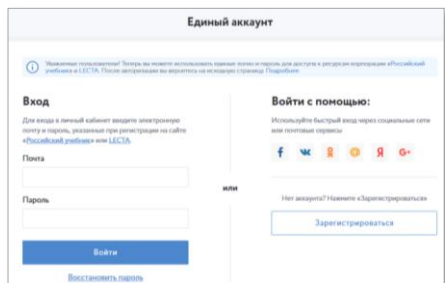 Единый аккаунт
Уважаемые пользователи! Теперь вы можете использовать единые логин и пароль для доступа к ресурсам корпорации «Российский
учебник» и LECTA. После авторизации вы вернетесь на исходную страницу. Подробнее
Вход
Для входа в личный кабинет введите электронную
почту и пароль, указанные при регистрации на сайте
«Российский учебник» или LECTA.
Почта
Пароль
Войти
Восстановить пароль
или
Войти с помощью:
Используйте быстрый вход через социальные сети
или почтовые сервисы
Нет аккаунта? Нажмите «Зарегистрироваться»
Зарегистрироваться